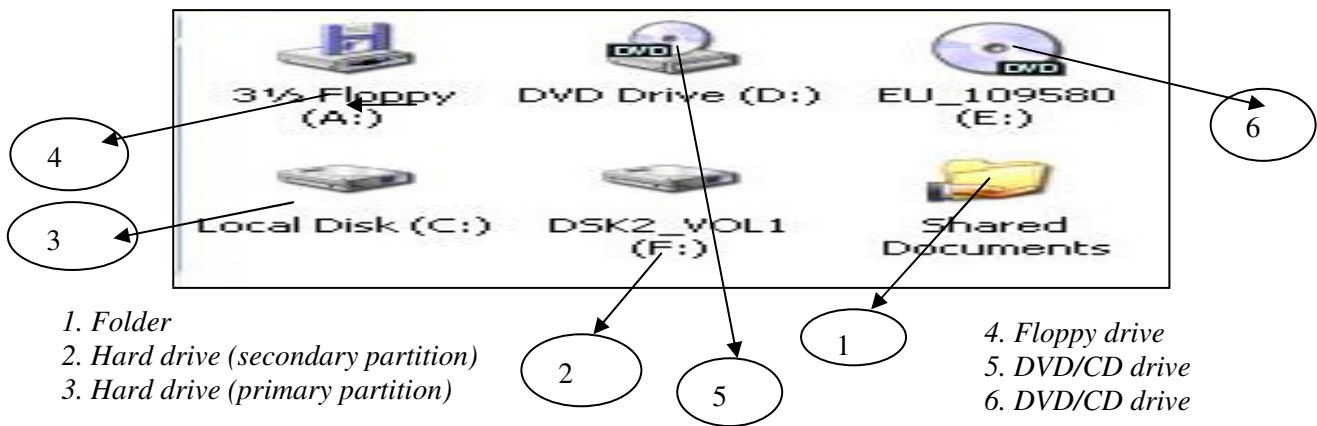 3½ Floppy (A:)
DVD
DVD Drive (D:)
DVD
EU_109580 (E:)
4
6
Local Disk (C:)
DSK2_VOL1 (F:)
Shared Documents
3
1. Folder
2. Hard drive (secondary partition)
3. Hard drive (primary partition)
2
5
1
4. Floppy drive
5. DVD/CD drive
6. DVD/CD drive